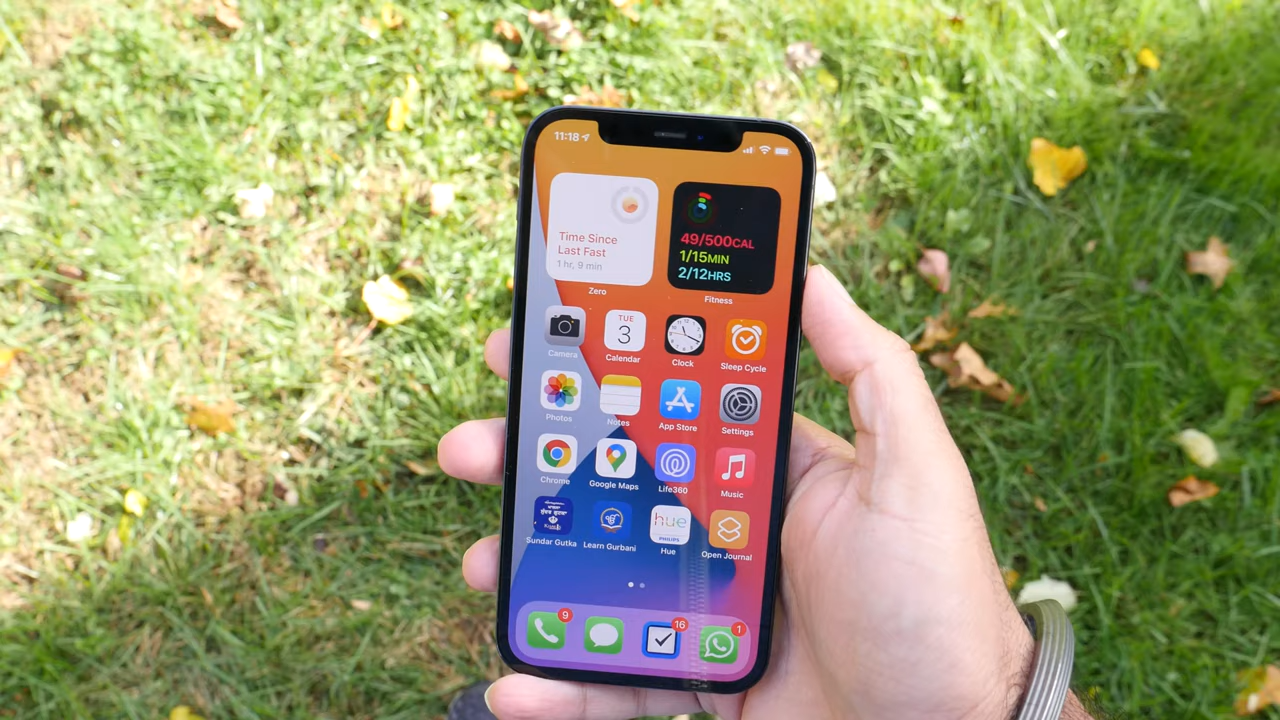 11:18
Time Since
Last Fast
1 hr, 9 min
Zero
49/500CAL
1/15MIN
2/12HRS
Fitness
Camera
TUE
3
Calendar
Clock
Sleep Cycle
Photos
Notes
App Store
Settings
Chrome
Google Maps
Life360
Music
Sundar Gutka
Learn Gurbani
hue
PHILIPS
Hue
Open Journal
9
16
1